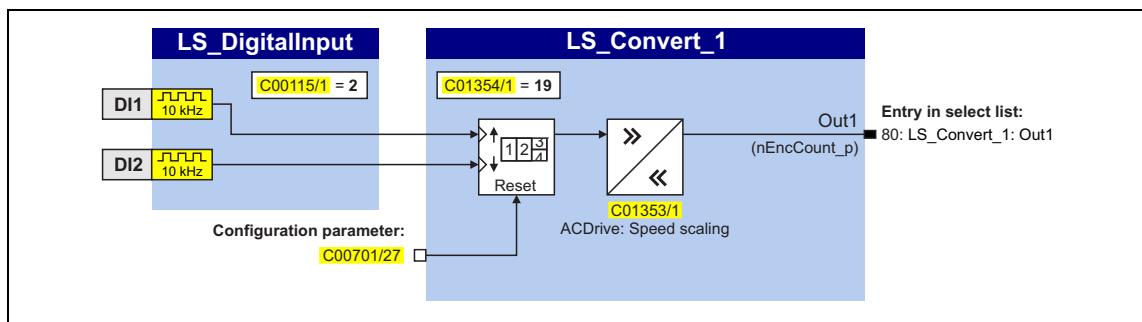 LS_DigitalInput
LS_Convert_1
C00115/1 = 2
C01354/1 = 19
DI1
10 kHz
Entry in select list:
Out1
80: LS_Convert_1: Out1
(nEncCount_p)
1 2 3 4
DI2
10 kHz
Reset
C01353/1
ACDrive: Speed scaling
Configuration parameter:
C00701/27